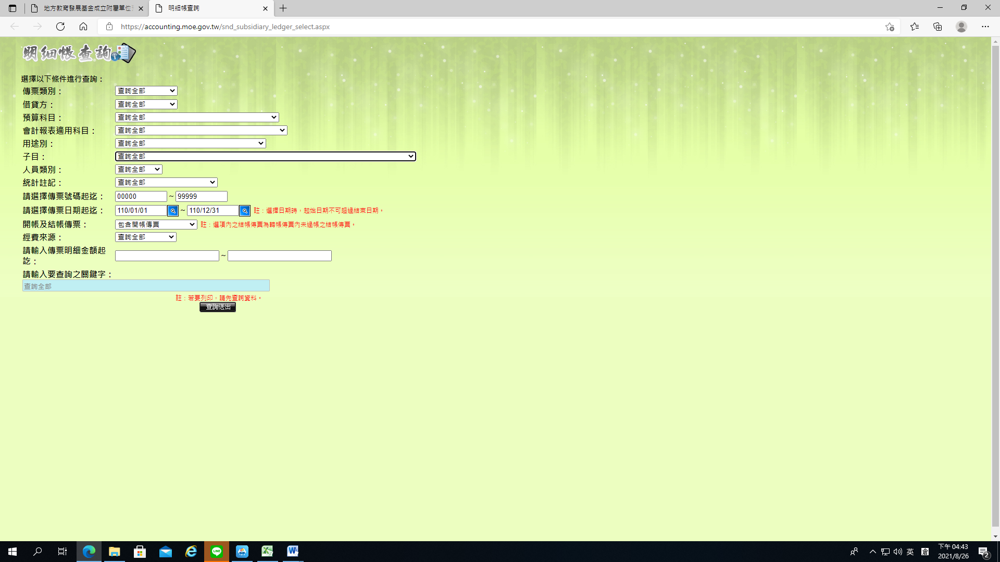 地方教育發展基金成立附屬單位
明細帳查詢
https://accounting.moe.gov.tw/snd_subsidiary_ledger_select.aspx
明細帳查詢
選擇以下條件進行查詢：
傳票類別： 查詢全部
借貸方： 查詢全部
預算科目： 查詢全部
會計報表適用科目： 查詢全部
用途別： 查詢全部
子目： 查詢全部
人員類別： 查詢全部
統計註記： 查詢全部
請選擇傳票號碼起迄： 00000 ~ 99999
請選擇傳票日期起迄： 110/01/01 ~ 110/12/31 註：選擇日期時，起始日期不可超過結束日期。
開帳及結帳傳票： 包含開帳傳票 註：選項內之結帳傳票為轉帳傳票內未過帳之結帳傳票。
經費來源： 查詢全部
請輸入傳票明細金額起
訖： ~
請輸入要查詢之關鍵字：
查詢全部
註：若要列印，請先查詢資料。
查詢送出
LINE
英
倉
下午 04:43
2021/8/26
2